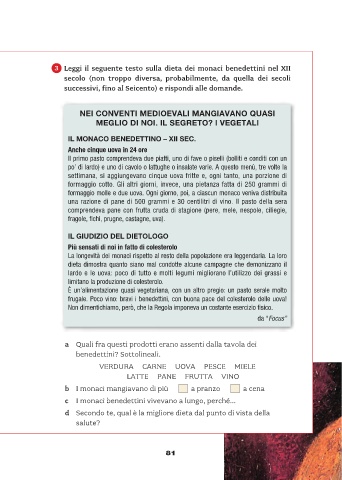 3 Leggi il seguente testo sulla dieta dei monaci benedettini nel XII
secolo (non troppo diversa, probabilmente, da quella dei secoli
successivi, fino al Seicento) e rispondi alle domande.
NEI CONVENTI MEDIOEVALI MANGIAVANO QUASI
MEGLIO DI NOI. IL SEGRETO? I VEGETALI
IL MONACO BENEDETTINO – XII SEC.
Anche cinque uova in 24 ore
Il primo pasto comprendeva due piatti, uno di fave o piselli (bolliti e conditi con un
po' di lardo) e uno di cavolo o lattughe o insalate varie. A questo menù, tre volte la
settimana, si aggiungevano cinque uova fritte e, ogni tanto, una porzione di
formaggio cotto. Gli altri giorni, invece, una pietanza fatta di 250 grammi di
formaggio molle e due uova. Ogni giorno, poi, a ciascun monaco veniva distribuita
una razione di pane di 500 grammi e 30 centilitri di vino. Il pasto della sera
comprendeva pane con frutta cruda di stagione (pere, mele, nespole, ciliegie,
fragole, fichi, prugne, castagne, uva).
IL GIUDIZIO DEL DIETOLOGO
Più sensati di noi in fatto di colesterolo
La longevità dei monaci rispetto al resto della popolazione era leggendaria. La loro
dieta dimostra quanto siano mal condotte alcune campagne che demonizzano il
lardo e le uova: poco di tutto e molti legumi migliorano l'utilizzo dei grassi e
limitano la produzione di colesterolo.
È un'alimentazione quasi vegetariana, con un altro pregio: un pasto serale molto
frugale. Poco vino: bravi i benedettini, con buona pace del colesterolo delle uova!
Non dimentichiamo, però, che la Regola imponeva un costante esercizio fisico.
da "Focus"
a Quali fra questi prodotti erano assenti dalla tavola dei
benedettini? Sottolineali.
VERDURA CARNE UOVA PESCE MIELE
LATTE PANE FRUTTA VINO
b I monaci mangiavano di più a pranzo a cena
c I monaci benedettini vivevano a lungo, perché...
d Secondo te, qual è la migliore dieta dal punto di vista della
salute?
81